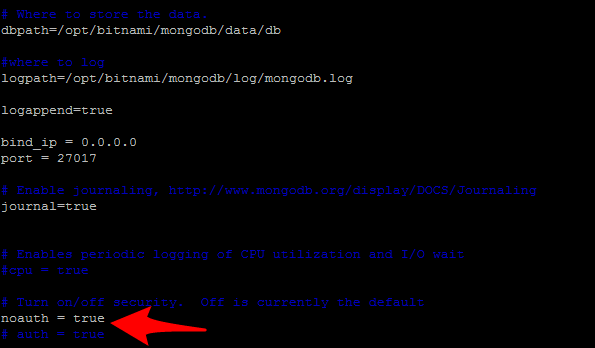 # Where to store the data.
dbpath=/opt/bitnami/mongodb/data/db
#where to log
logpath=/opt/bitnami/mongodb/log/mongodb.log
logappend=true
bind_ip = 0.0.0.0
port = 27017
# Enable journaling, http://www.mongodb.org/display/DOCS/Journaling
journal=true
# Enables periodic logging of CPU utilization and I/O wait
#cpu = true
# Turn on/off security.  Off is currently the default
noauth = true
# auth = true